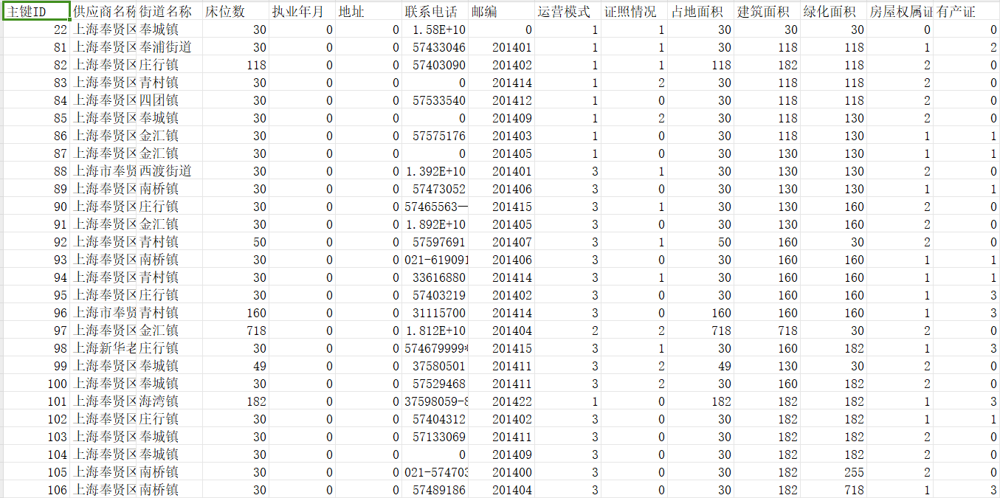 主键ID 供应商名称 街道名称 床位数 执业年月 地址 联系电话 邮编 运营模式 证照情况 占地面积 建筑面积 绿化面积 房屋权属证 有产证
22 上海奉贤区 奉城镇 30 0 0 1.58E+10 0 1 1 30 30 30 0 0
81 上海奉贤区 奉浦街道 30 0 0 57433046 201401 1 1 30 118 118 1 2
82 上海奉贤区 庄行镇 118 0 0 57403090 201402 1 1 118 182 118 2 0
83 上海奉贤区 青村镇 30 0 0 0 201414 1 2 30 118 118 2 0
84 上海奉贤区 四团镇 30 0 0 57533540 201412 1 0 30 118 118 2 0
85 上海奉贤区 奉城镇 30 0 0 0 201409 1 2 30 118 130 2 0
86 上海奉贤区 金汇镇 30 0 0 57575176 201403 1 0 30 118 130 1 1
87 上海奉贤区 金汇镇 30 0 0 0 201405 1 0 30 130 130 1 1
88 上海市奉贤 西渡街道 30 0 0 1.392E+10 201401 3 1 30 130 130 2 0
89 上海奉贤区 南桥镇 30 0 0 57473052 201406 3 0 30 130 130 1 1
90 上海奉贤区 庄行镇 30 0 0 57465563— 201415 3 1 30 130 160 2 0
91 上海奉贤区 金汇镇 30 0 0 1.892E+10 201405 3 0 30 130 160 2 0
92 上海奉贤区 青村镇 50 0 0 57597691 201407 3 1 50 160 30 2 0
93 上海奉贤区 南桥镇 30 0 0 021-619091 201406 3 0 30 160 160 1 1
94 上海奉贤区 青村镇 30 0 0 33616880 201414 3 1 30 160 160 1 1
95 上海奉贤区 庄行镇 30 0 0 57403219 201402 3 0 30 160 160 1 3
96 上海市奉贤 青村镇 160 0 0 31115700 201414 3 0 160 160 160 1 3
97 上海奉贤区 金汇镇 718 0 0 1.812E+10 201404 2 2 718 718 30 2 0
98 上海新华老 庄行镇 30 0 0 574679999* 201415 3 1 30 160 182 1 3
99 上海奉贤区 奉城镇 49 0 0 37580501 201411 3 2 49 130 30 2 0
100 上海奉贤区 奉城镇 30 0 0 57529468 201411 3 2 30 160 182 2 0
101 上海奉贤区 海湾镇 182 0 0 37598059-8 201422 1 0 182 182 182 1 3
102 上海奉贤区 庄行镇 30 0 0 57404312 201402 3 0 30 182 182 1 1
103 上海奉贤区 奉城镇 30 0 0 57133069 201411 3 0 30 182 182 2 0
104 上海奉贤区 奉城镇 30 0 0 0 201409 3 0 30 182 182 2 0
105 上海奉贤区 南桥镇 30 0 0 021-574703 201400 3 0 30 182 255 2 0
106 上海奉贤区 南桥镇 30 0 0 57489186 201404 3 0 30 182 718 1 3